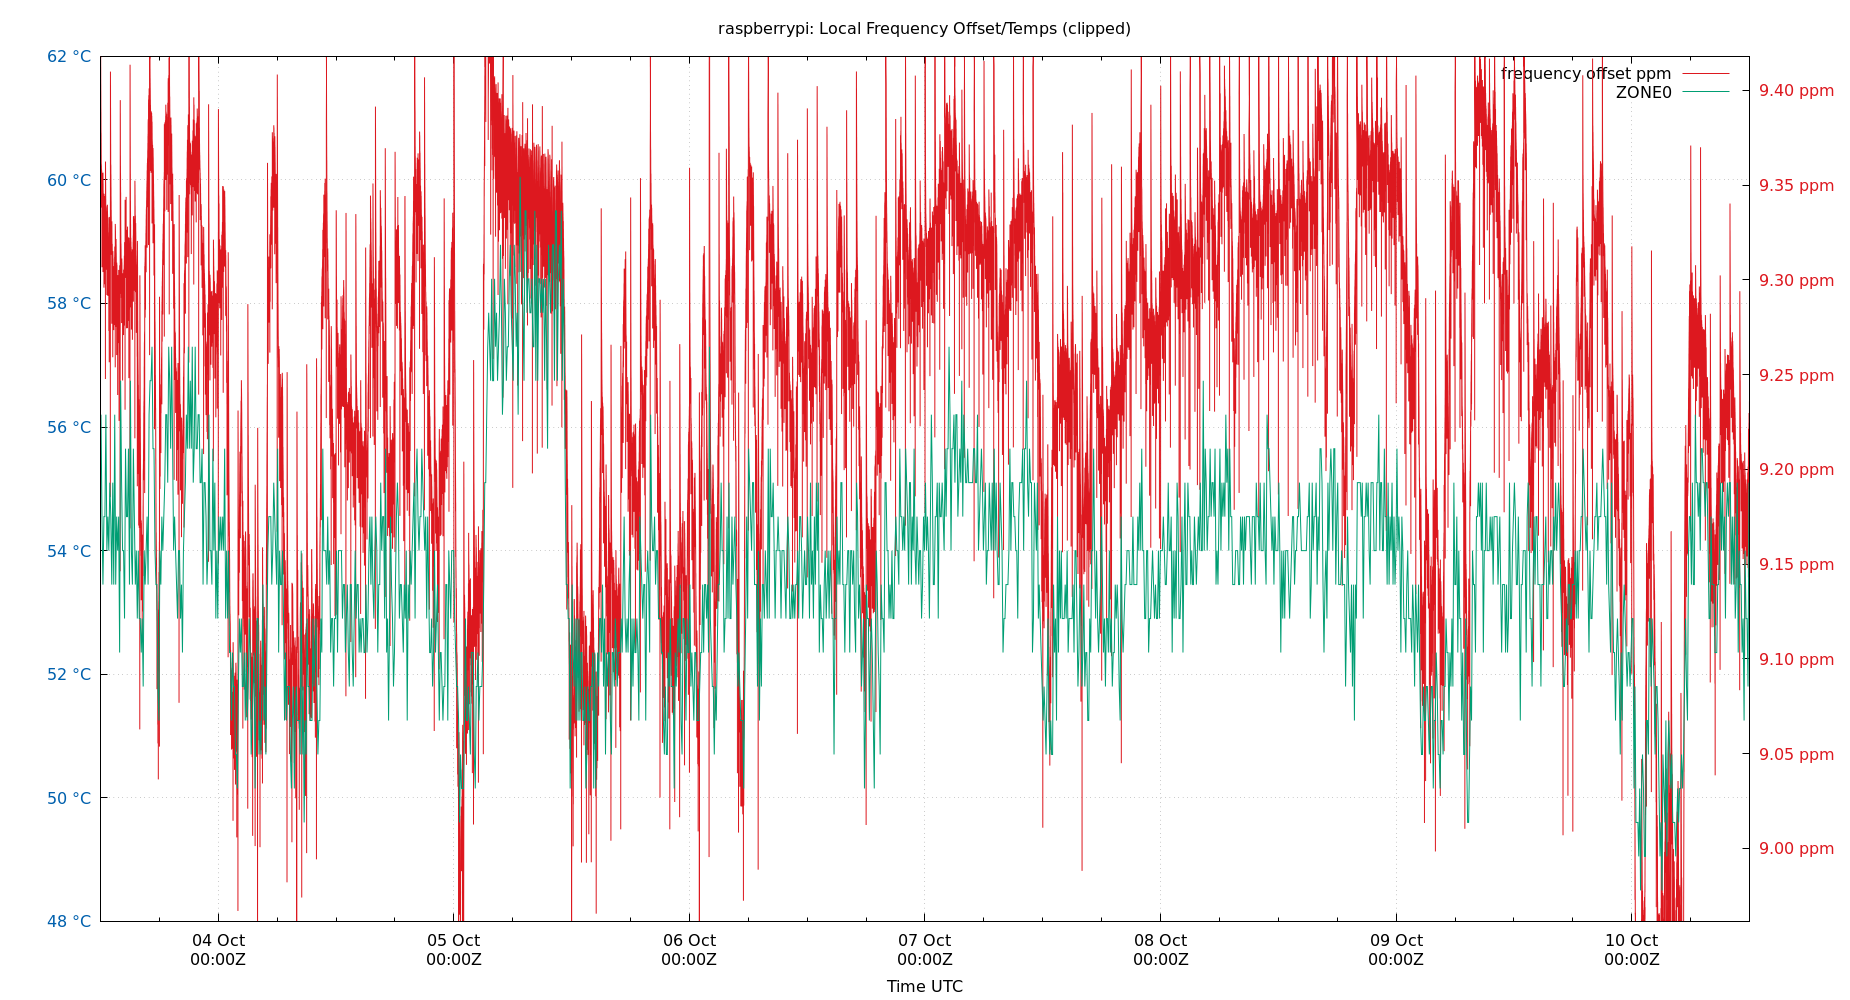 raspberrypi: Local Frequency Offset/Temps (clipped)
frequency offset ppm
ZONE0
62 °C
60 °C
58 °C
56 °C
54 °C
52 °C
50 °C
48 °C
9.40 ppm
9.35 ppm
9.30 ppm
9.25 ppm
9.20 ppm
9.15 ppm
9.10 ppm
9.05 ppm
9.00 ppm
04 Oct
00:00Z
05 Oct
00:00Z
06 Oct
00:00Z
07 Oct
00:00Z
08 Oct
00:00Z
09 Oct
00:00Z
10 Oct
00:00Z
Time UTC